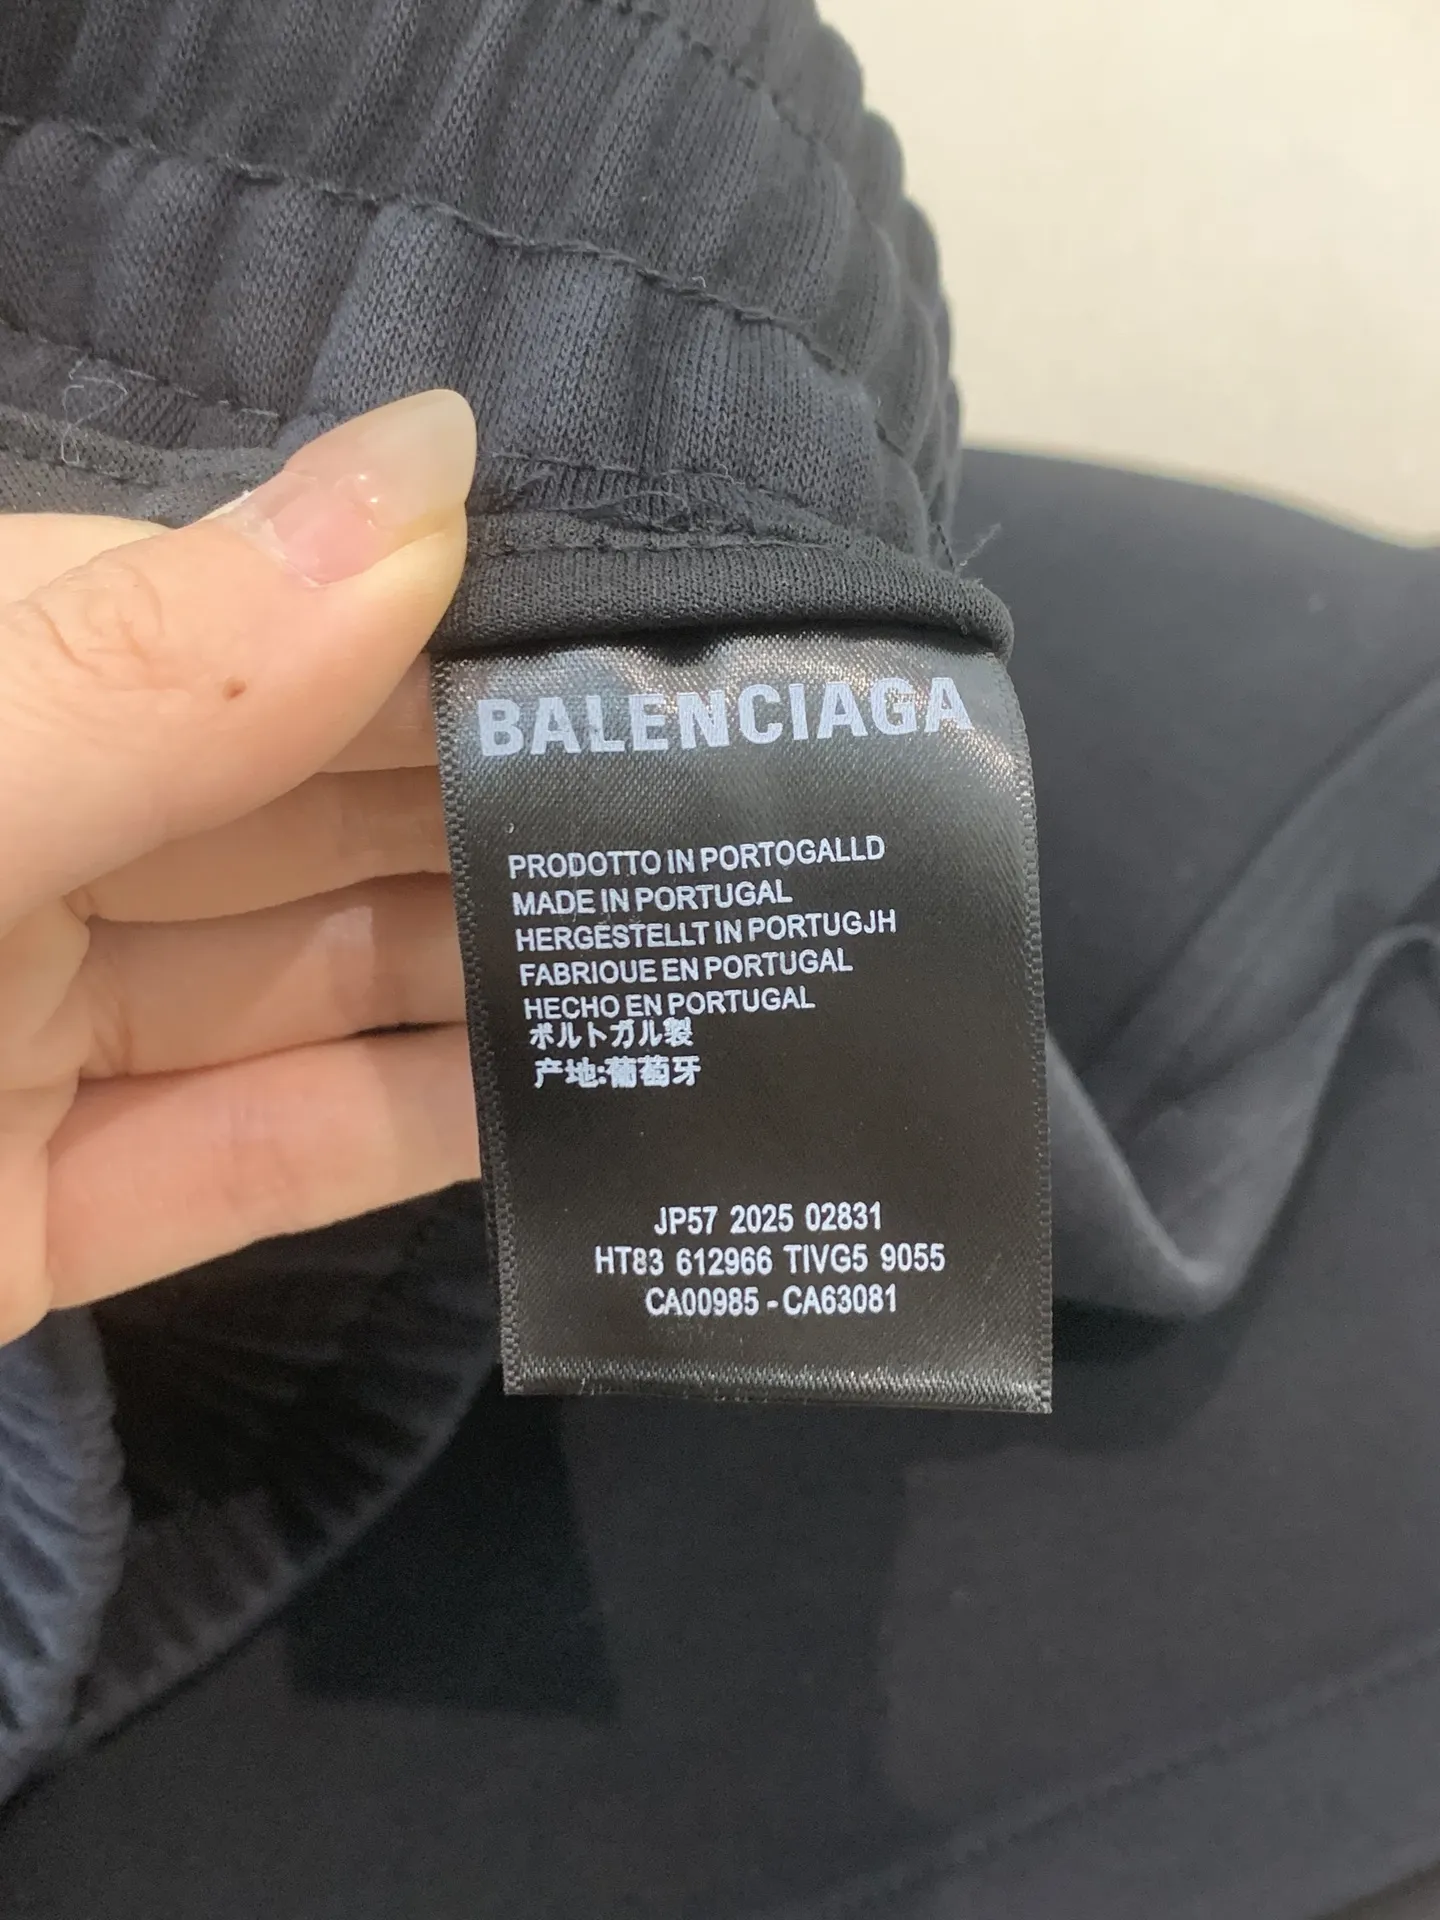 BALENCIAGA
PRODOTTO IN PORTOGALLD
MADE IN PORTUGAL
HERGESTELLT IN PORTUGJH
FABRIOUE EN PORTUGAL
HECHO EN PORTUGAL
ポルトガル製
产地:葡萄牙
JP57 2025 02831
HT83 612966 TIVG5 9055
CA00985 - CA63081